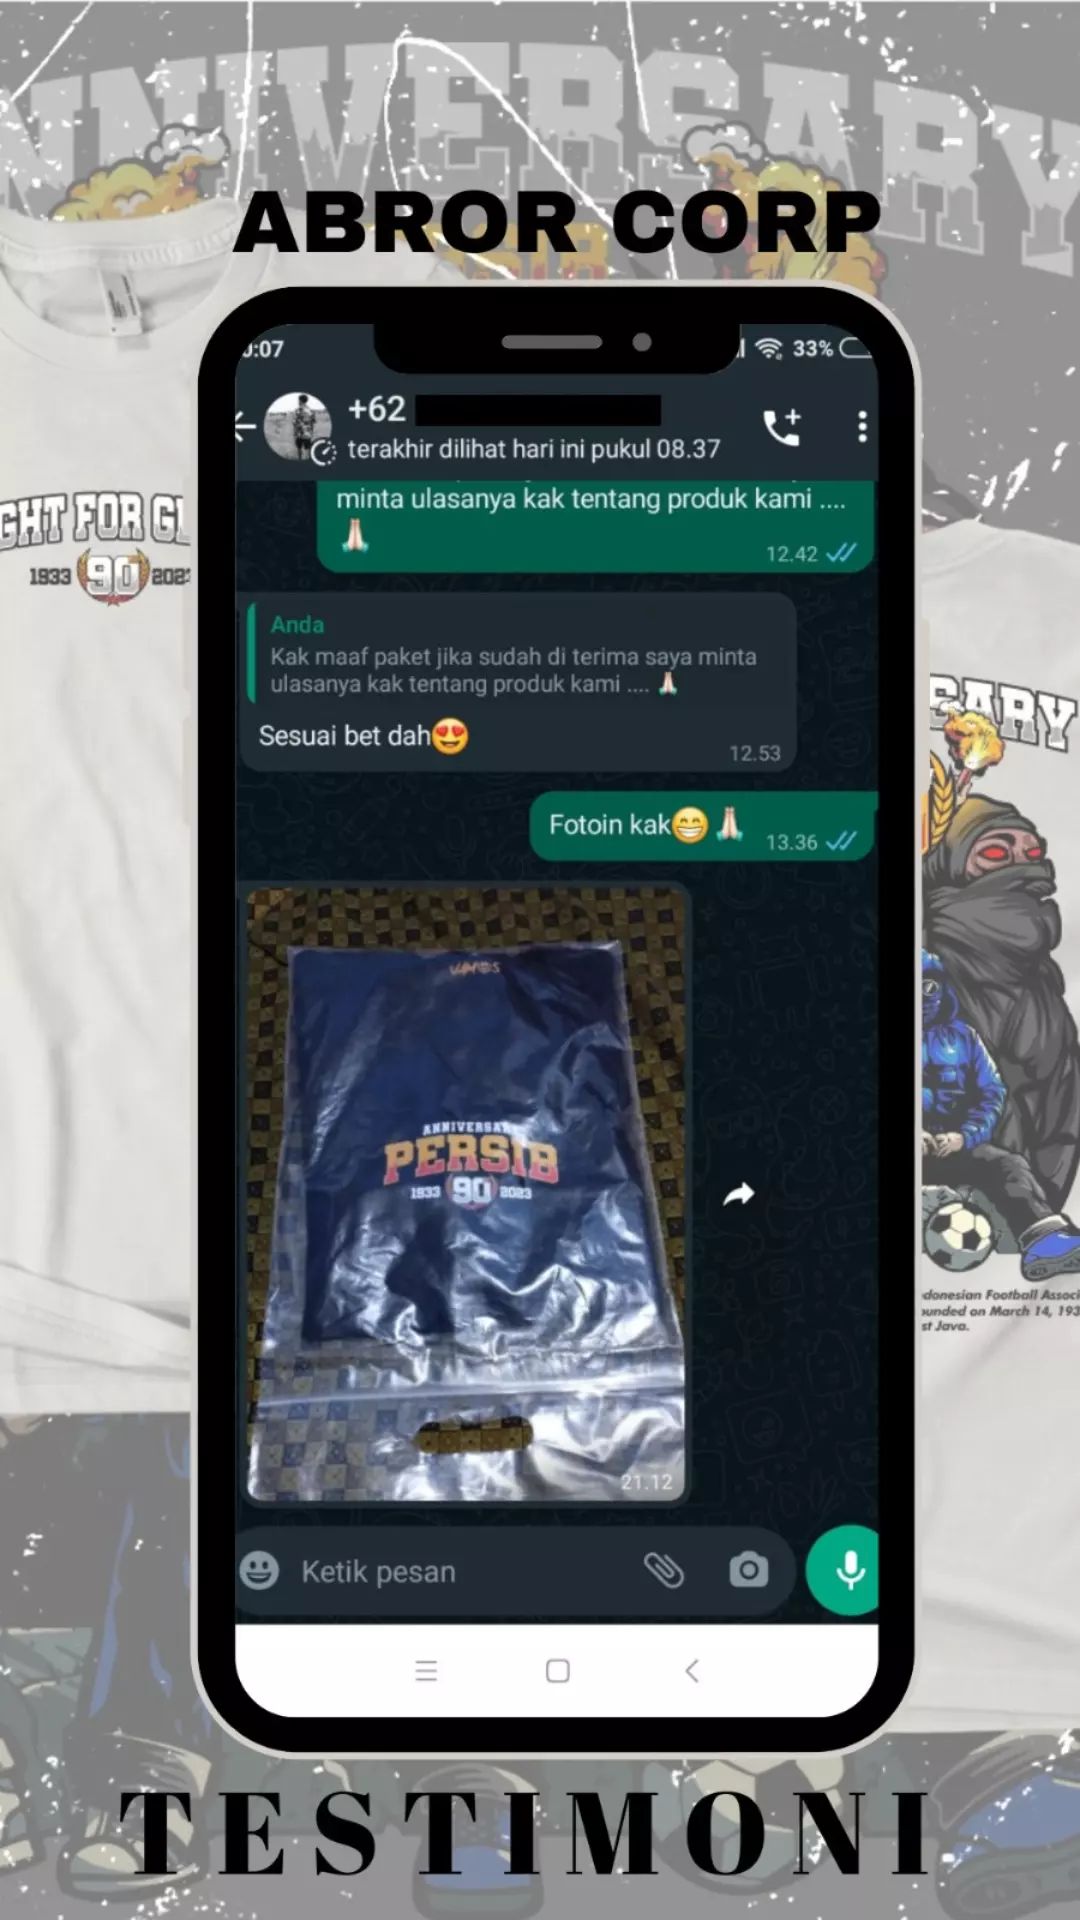 NNIVERSARY
ABROR CORP
:07
33%
+62
terakhir dilihat hari ini pukul 08.37
minta ulasanya kak tentang produk kami ....
🙏🏻
12.42
Anda
Kak maaf paket jika sudah di terima saya minta
ulasanya kak tentang produk kami .... 🙏🏻
Sesuai bet dah😍
12.53
Fotoin kak😁🙏🏻
13.36
ANNIVERSARY
PERSIB
1933 90 2023
21.12
Ketik pesan
GHT FOR GL
1933 90 2023
SARY
donesian Football Associ
ounded on March 14, 193
st Java.
TESTIMONI